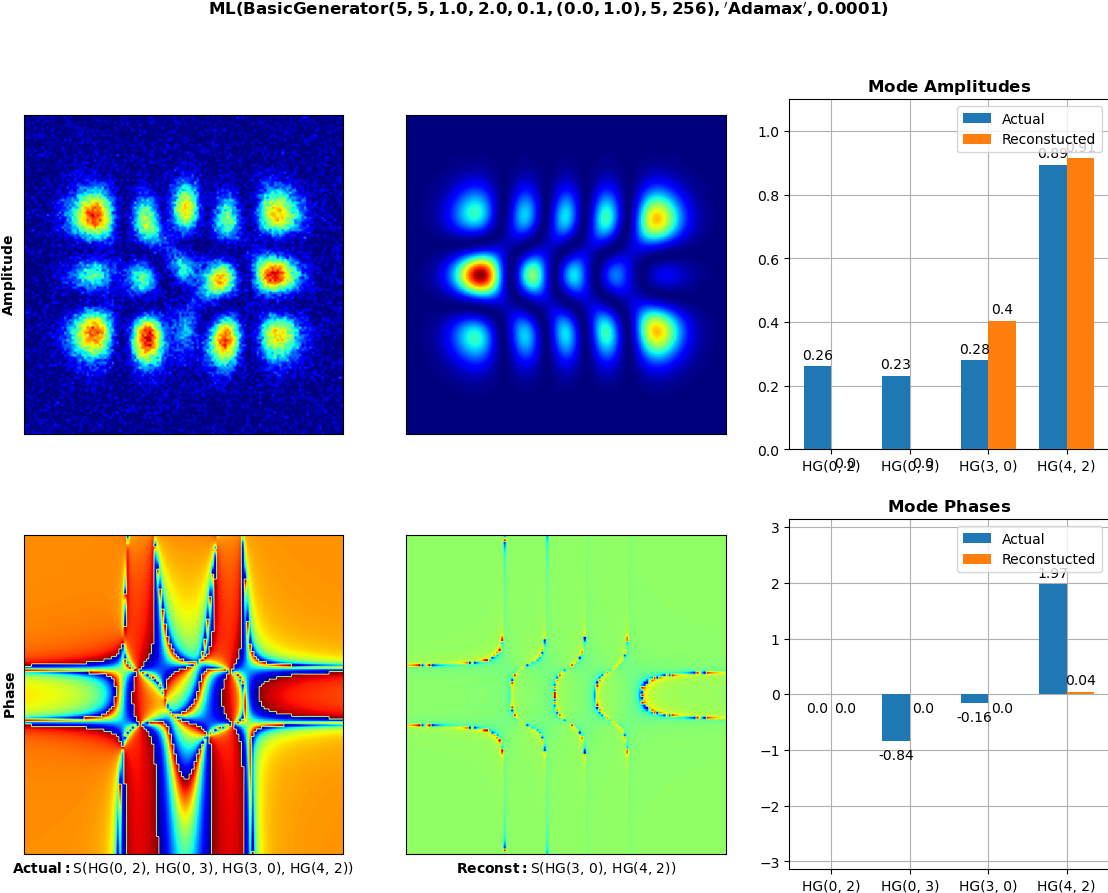 ML(BasicGenerator(5, 5, 1.0, 2.0, 0.1, (0.0, 1.0), 5, 256), ′Adamax′, 0.0001)
Mode Amplitudes
Actual
Reconstucted
1.0
0.8
0.6
0.4
0.2
0.0
0.26
0.0
0.23
0.0
0.28
0.4
0.89
0.91
HG(0, 2)
HG(0, 3)
HG(3, 0)
HG(4, 2)
Amplitude
Mode Phases
Actual
Reconstucted
3
2
1
0
−1
−2
−3
0.0
0.0
-0.84
0.0
-0.16
0.0
1.97
0.04
HG(0, 2)
HG(0, 3)
HG(3, 0)
HG(4, 2)
Phase
Actual: S(HG(0, 2), HG(0, 3), HG(3, 0), HG(4, 2))
Reconst: S(HG(3, 0), HG(4, 2))